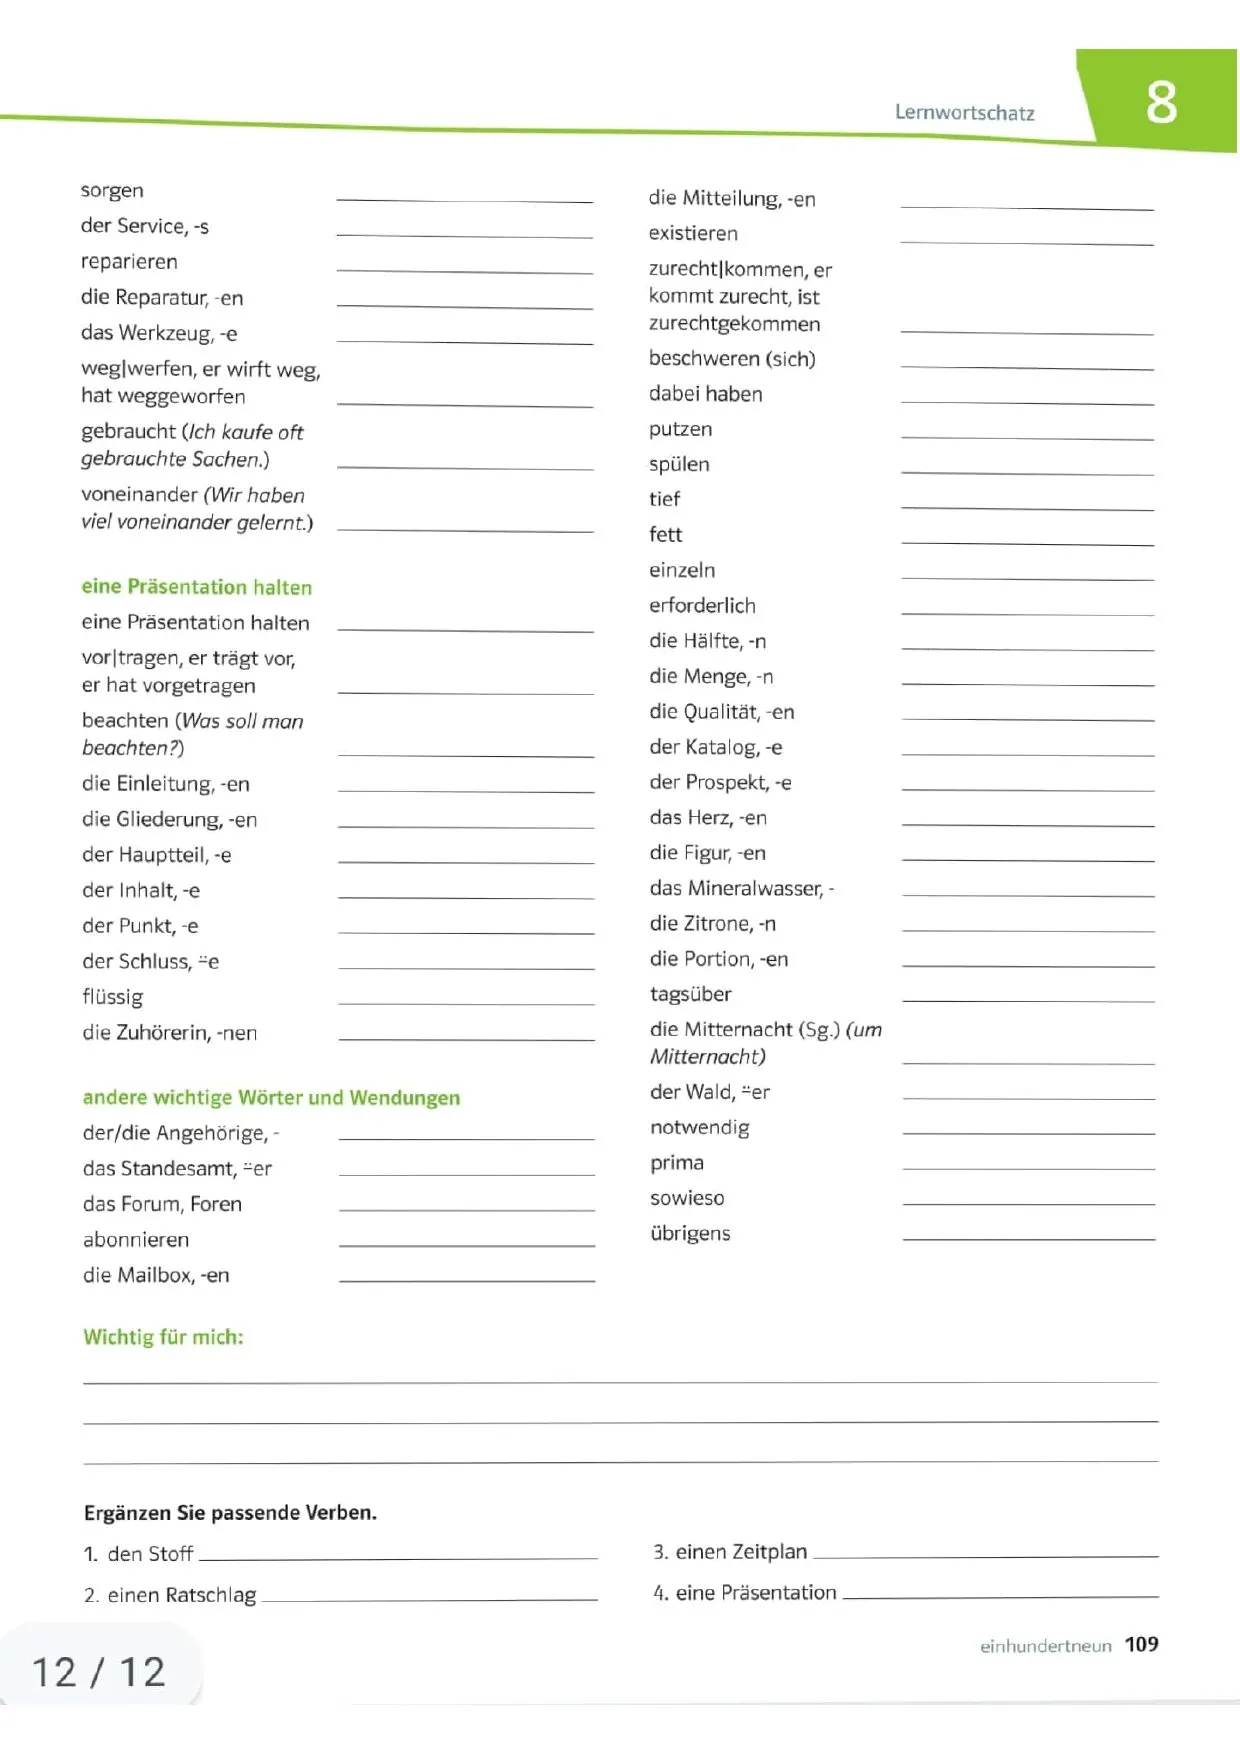 Lernwortschatz
8
sorgen
der Service, -s
reparieren
die Reparatur, -en
das Werkzeug, -e
weg|werfen, er wirft weg,
hat weggeworfen
gebraucht (Ich kaufe oft
gebrauchte Sachen.)
voneinander (Wir haben
viel voneinander gelernt.)
eine Präsentation halten
eine Präsentation halten
vor|tragen, er trägt vor,
er hat vorgetragen
beachten (Was soll man
beachten?)
die Einleitung, -en
die Gliederung, -en
der Hauptteil, -e
der Inhalt, -e
der Punkt, -e
der Schluss, ¨-e
flüssig
die Zuhörerin, -nen
andere wichtige Wörter und Wendungen
der/die Angehörige, -
das Standesamt, ¨-er
das Forum, Foren
abonnieren
die Mailbox, -en
die Mitteilung, -en
existieren
zurecht|kommen, er
kommt zurecht, ist
zurechtgekommen
beschweren (sich)
dabei haben
putzen
spülen
tief
fett
einzeln
erforderlich
die Hälfte, -n
die Menge, -n
die Qualität, -en
der Katalog, -e
der Prospekt, -e
das Herz, -en
die Figur, -en
das Mineralwasser, -
die Zitrone, -n
die Portion, -en
tagsüber
die Mitternacht (Sg.) (um
Mitternacht)
der Wald, ¨-er
notwendig
prima
sowieso
übrigens
Wichtig für mich:
Ergänzen Sie passende Verben.
1. den Stoff
2. einen Ratschlag
3. einen Zeitplan
4. eine Präsentation
einhundertneun 109
12 / 12